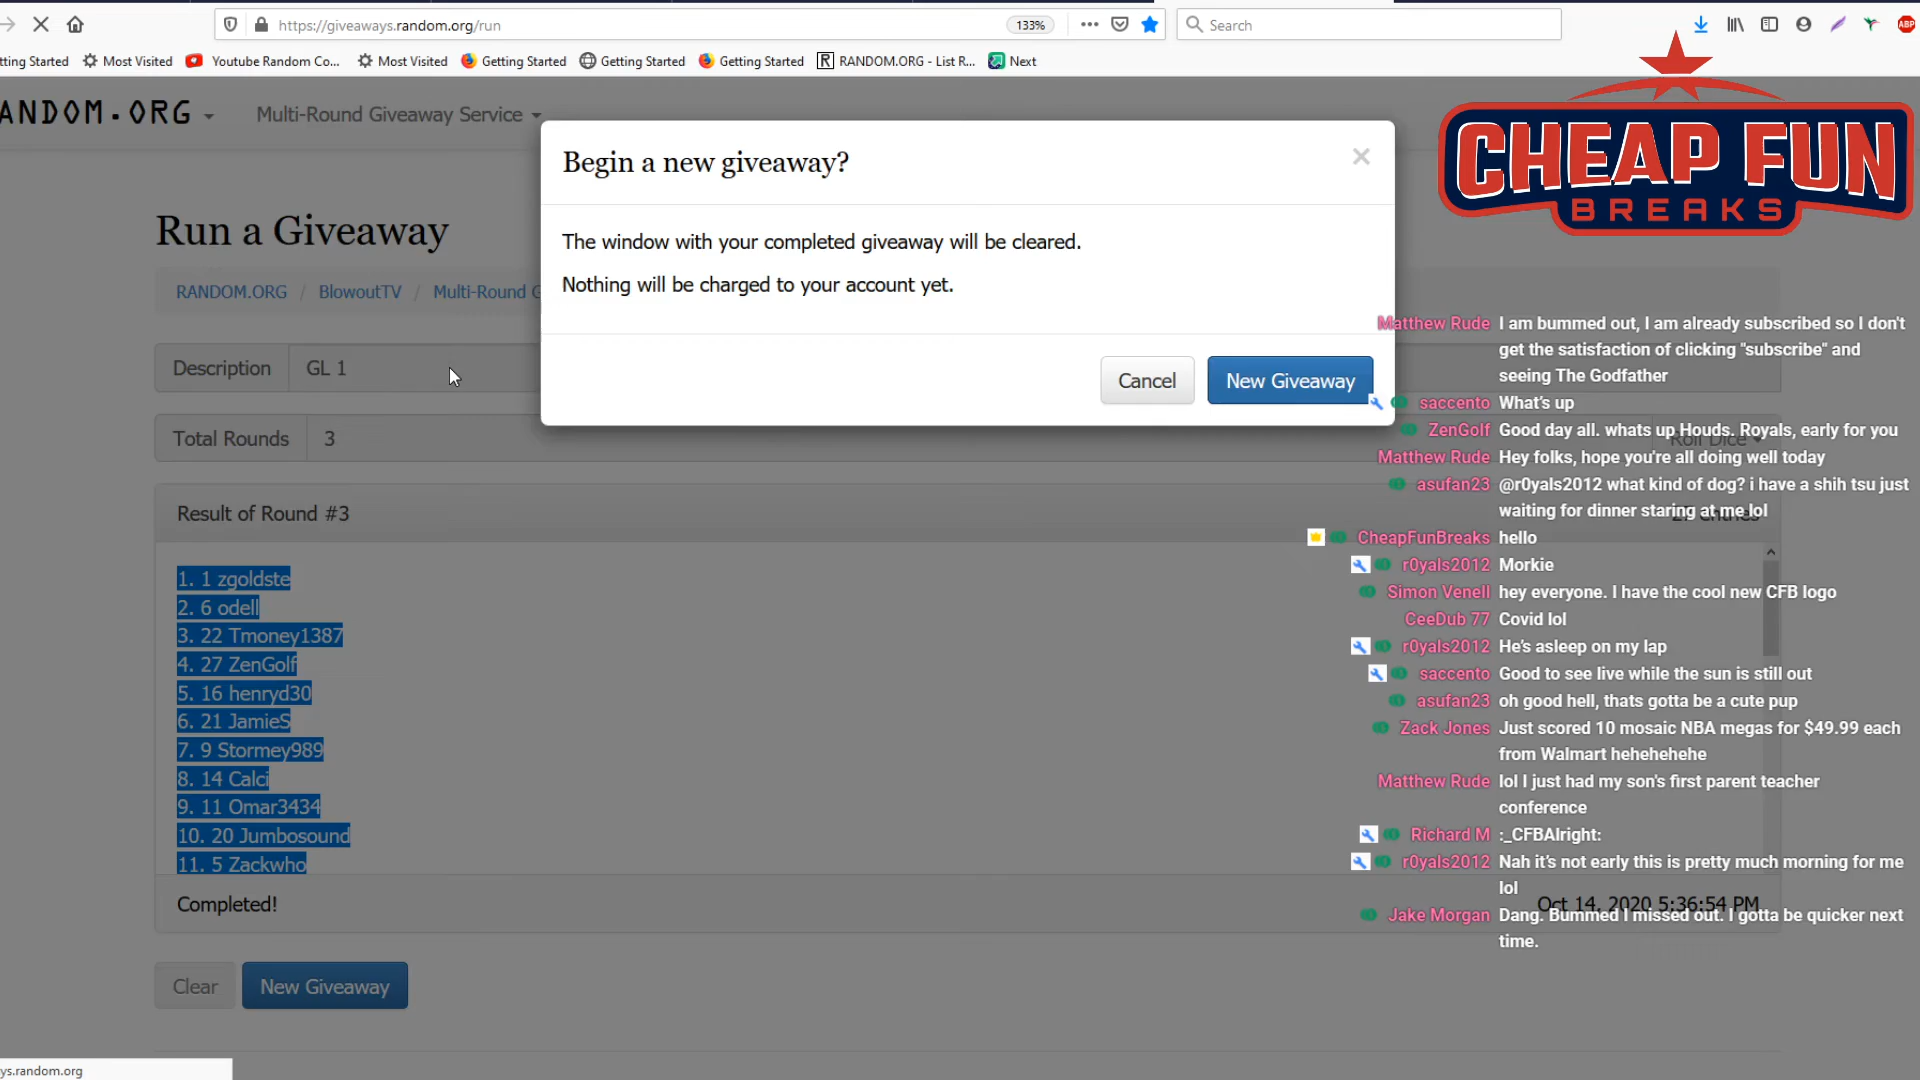 https://giveaways.random.org/run
133%
Search
ABP
tting Started
Most Visited
Youtube Random Co...
Most Visited
Getting Started
Getting Started
Getting Started
RANDOM.ORG - List R...
Next
ANDOM.ORG
Multi-Round Giveaway Service
CHEAP FUN
BREAKS
Begin a new giveaway?
×
The window with your completed giveaway will be cleared.
Nothing will be charged to your account yet.
Cancel
New Giveaway
Run a Giveaway
RANDOM.ORG / BlowoutTV / Multi-Round G
Description GL 1
Total Rounds 3
Roll Dice
Result of Round #3
27 entries
1. 1 zgoldste
2. 6 odell
3. 22 Tmoney1387
4. 27 ZenGolf
5. 16 henryd30
6. 21 JamieS
7. 9 Stormey989
8. 14 Calci
9. 11 Omar3434
10. 20 Jumbosound
11. 5 Zackwho
Completed!
Oct 14, 2020 5:36:54 PM
Clear
New Giveaway
ys.random.org
Matthew Rude I am bummed out, I am already subscribed so I don't
get the satisfaction of clicking "subscribe" and
seeing The Godfather
saccento What's up
ZenGolf Good day all. whats up Houds. Royals, early for you
Matthew Rude Hey folks, hope you're all doing well today
asufan23 @r0yals2012 what kind of dog? i have a shih tsu just
waiting for dinner staring at me lol
CheapFunBreaks hello
r0yals2012 Morkie
Simon Venell hey everyone. I have the cool new CFB logo
CeeDub 77 Covid lol
r0yals2012 He's asleep on my lap
saccento Good to see live while the sun is still out
asufan23 oh good hell, thats gotta be a cute pup
Zack Jones Just scored 10 mosaic NBA megas for $49.99 each
from Walmart hehehehehe
Matthew Rude lol I just had my son's first parent teacher
conference
Richard M :_CFBAlright:
r0yals2012 Nah it's not early this is pretty much morning for me
lol
Jake Morgan Dang. Bummed I missed out. I gotta be quicker next
time.